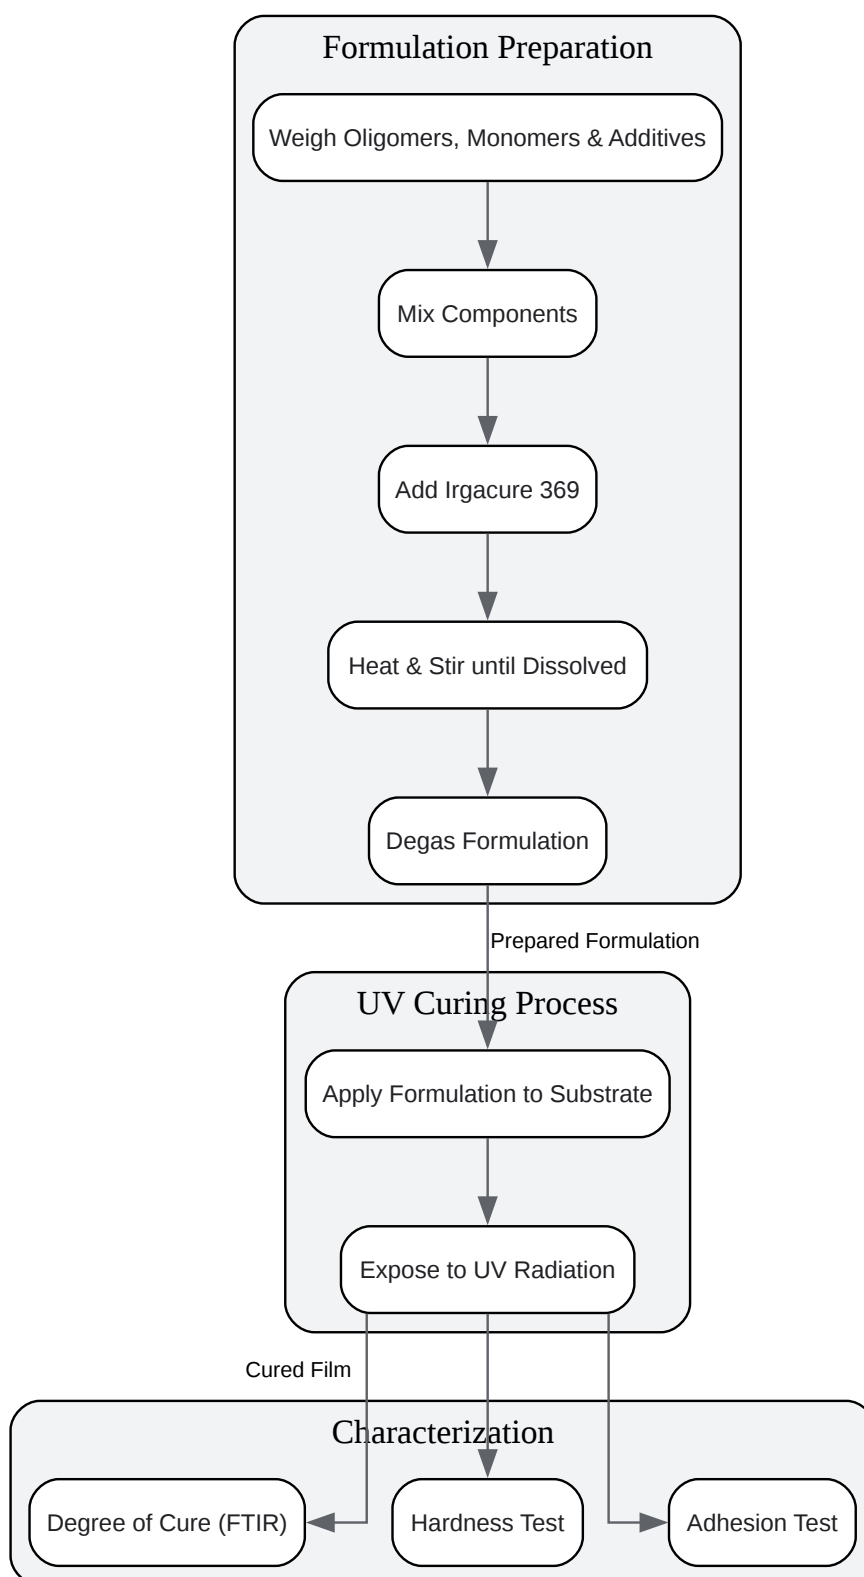 Formulation Preparation
Weigh Oligomers, Monomers & Additives
Mix Components
Add Irgacure 369
Heat & Stir until Dissolved
Degas Formulation
Prepared Formulation
UV Curing Process
Apply Formulation to Substrate
Expose to UV Radiation
Cured Film
Characterization
Degree of Cure (FTIR)
Hardness Test
Adhesion Test